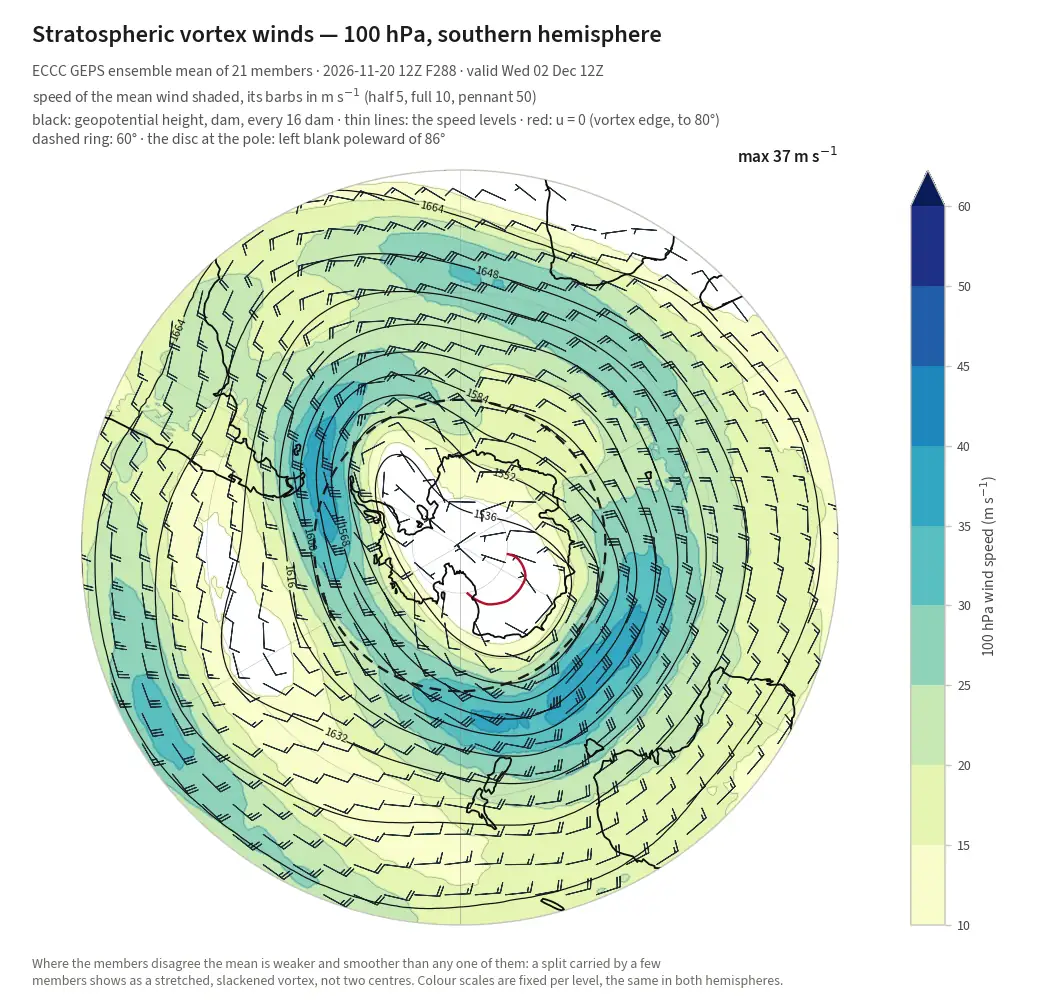 Stratospheric vortex winds — 100 hPa, southern hemisphere
ECCC GEPS ensemble mean of 21 members · 2026-11-20 12Z F288 · valid Wed 02 Dec 12Z
speed of the mean wind shaded, its barbs in m s−1 (half 5, full 10, pennant 50)
black: geopotential height, dam, every 16 dam · thin lines: the speed levels · red: u = 0 (vortex edge, to 80°)
dashed ring: 60° · the disc at the pole: left blank poleward of 86°
max 37 m s−1
1664
1648
1664
1584
1552
1536
1600
1568
1616
1632
60
50
45
40
35
30
25
20
15
10
100 hPa wind speed (m s−1)
Where the members disagree the mean is weaker and smoother than any one of them: a split carried by a few
members shows as a stretched, slackened vortex, not two centres. Colour scales are fixed per level, the same in both hemispheres.